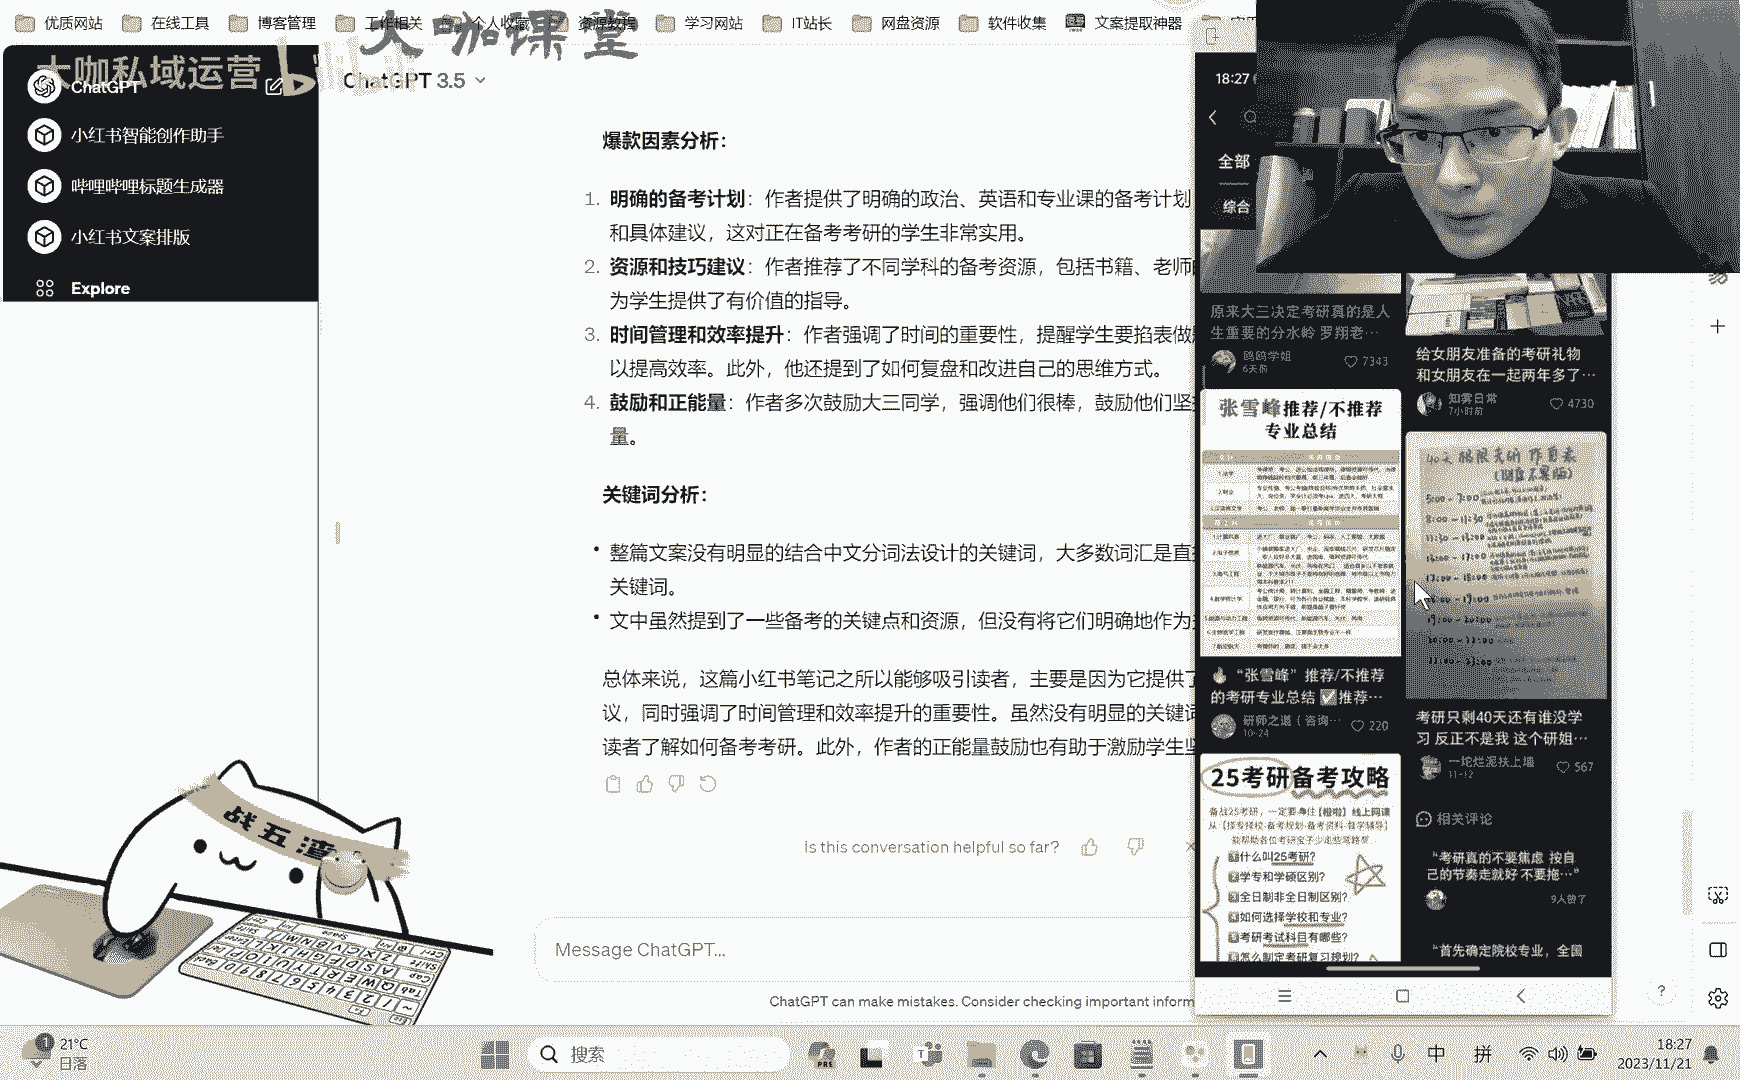 优质网站
在线工具
博客管理
工作相关
个人收藏
资源教程
学习网站
IT站长
网盘资源
软件收集
文案提取神器
大咖课堂
大咖私域运营
ChatGPT
小红书智能创作助手
哔哩哔哩标题生成器
小红书文案排版
Explore
ChatGPT 3.5
爆款因素分析：
1. 明确的备考计划：作者提供了明确的政治、英语和专业课的备考计划
和具体建议，这对正在备考考研的学生非常实用。
2. 资源和技巧建议：作者推荐了不同学科的备考资源，包括书籍、老师
为学生提供了有价值的指导。
3. 时间管理和效率提升：作者强调了时间的重要性，提醒学生要掐表做
以提高效率。此外，他还提到了如何复盘和改进自己的思维方式。
4. 鼓励和正能量：作者多次鼓励大三同学，强调他们很棒，鼓励他们坚
量。
关键词分析：
• 整篇文案没有明显的结合中文分词法设计的关键词，大多数词汇是直
关键词。
• 文中虽然提到了一些备考的关键点和资源，但没有将它们明确地作为
总体来说，这篇小红书笔记之所以能够吸引读者，主要是因为它提供了
议，同时强调了时间管理和效率提升的重要性。虽然没有明显的关键词
读者了解如何备考考研。此外，作者的正能量鼓励也有助于激励学生坚
Is this conversation helpful so far?
Message ChatGPT...
ChatGPT can make mistakes. Consider checking important inform
战五渣
18:27
全部
综合
原来大三决定考研真的是人
生重要的分水岭 罗翔老…
鸥鸥学姐
6天前
7343
给女朋友准备的考研礼物
和女朋友在一起两年多了…
知雾日常
7小时前
4730
张雪峰推荐/不推荐
专业总结
“张雪峰”推荐/不推荐
的考研专业总结 ✅推荐…
研师之道（咨询…
10-24
220
5:00-7:00
考研只剩40天还有谁没学
习 反正不是我 这个研姐…
一坨烂泥扶上墙
11-12
567
25考研备考攻略
什么叫25考研?
学专和学硕区别?
全日制非全日制区别?
如何选择学校和专业?
考研考试科目有哪些?
怎么制定考研复习规划?
相关评论
“考研真的不要焦虑 按自
己的节奏走就好 不要拖…”
9人赞了
“首先确定院校专业，全国
?
1
21°C
日落
搜索
PRE
中
拼
18:27
2023/11/21